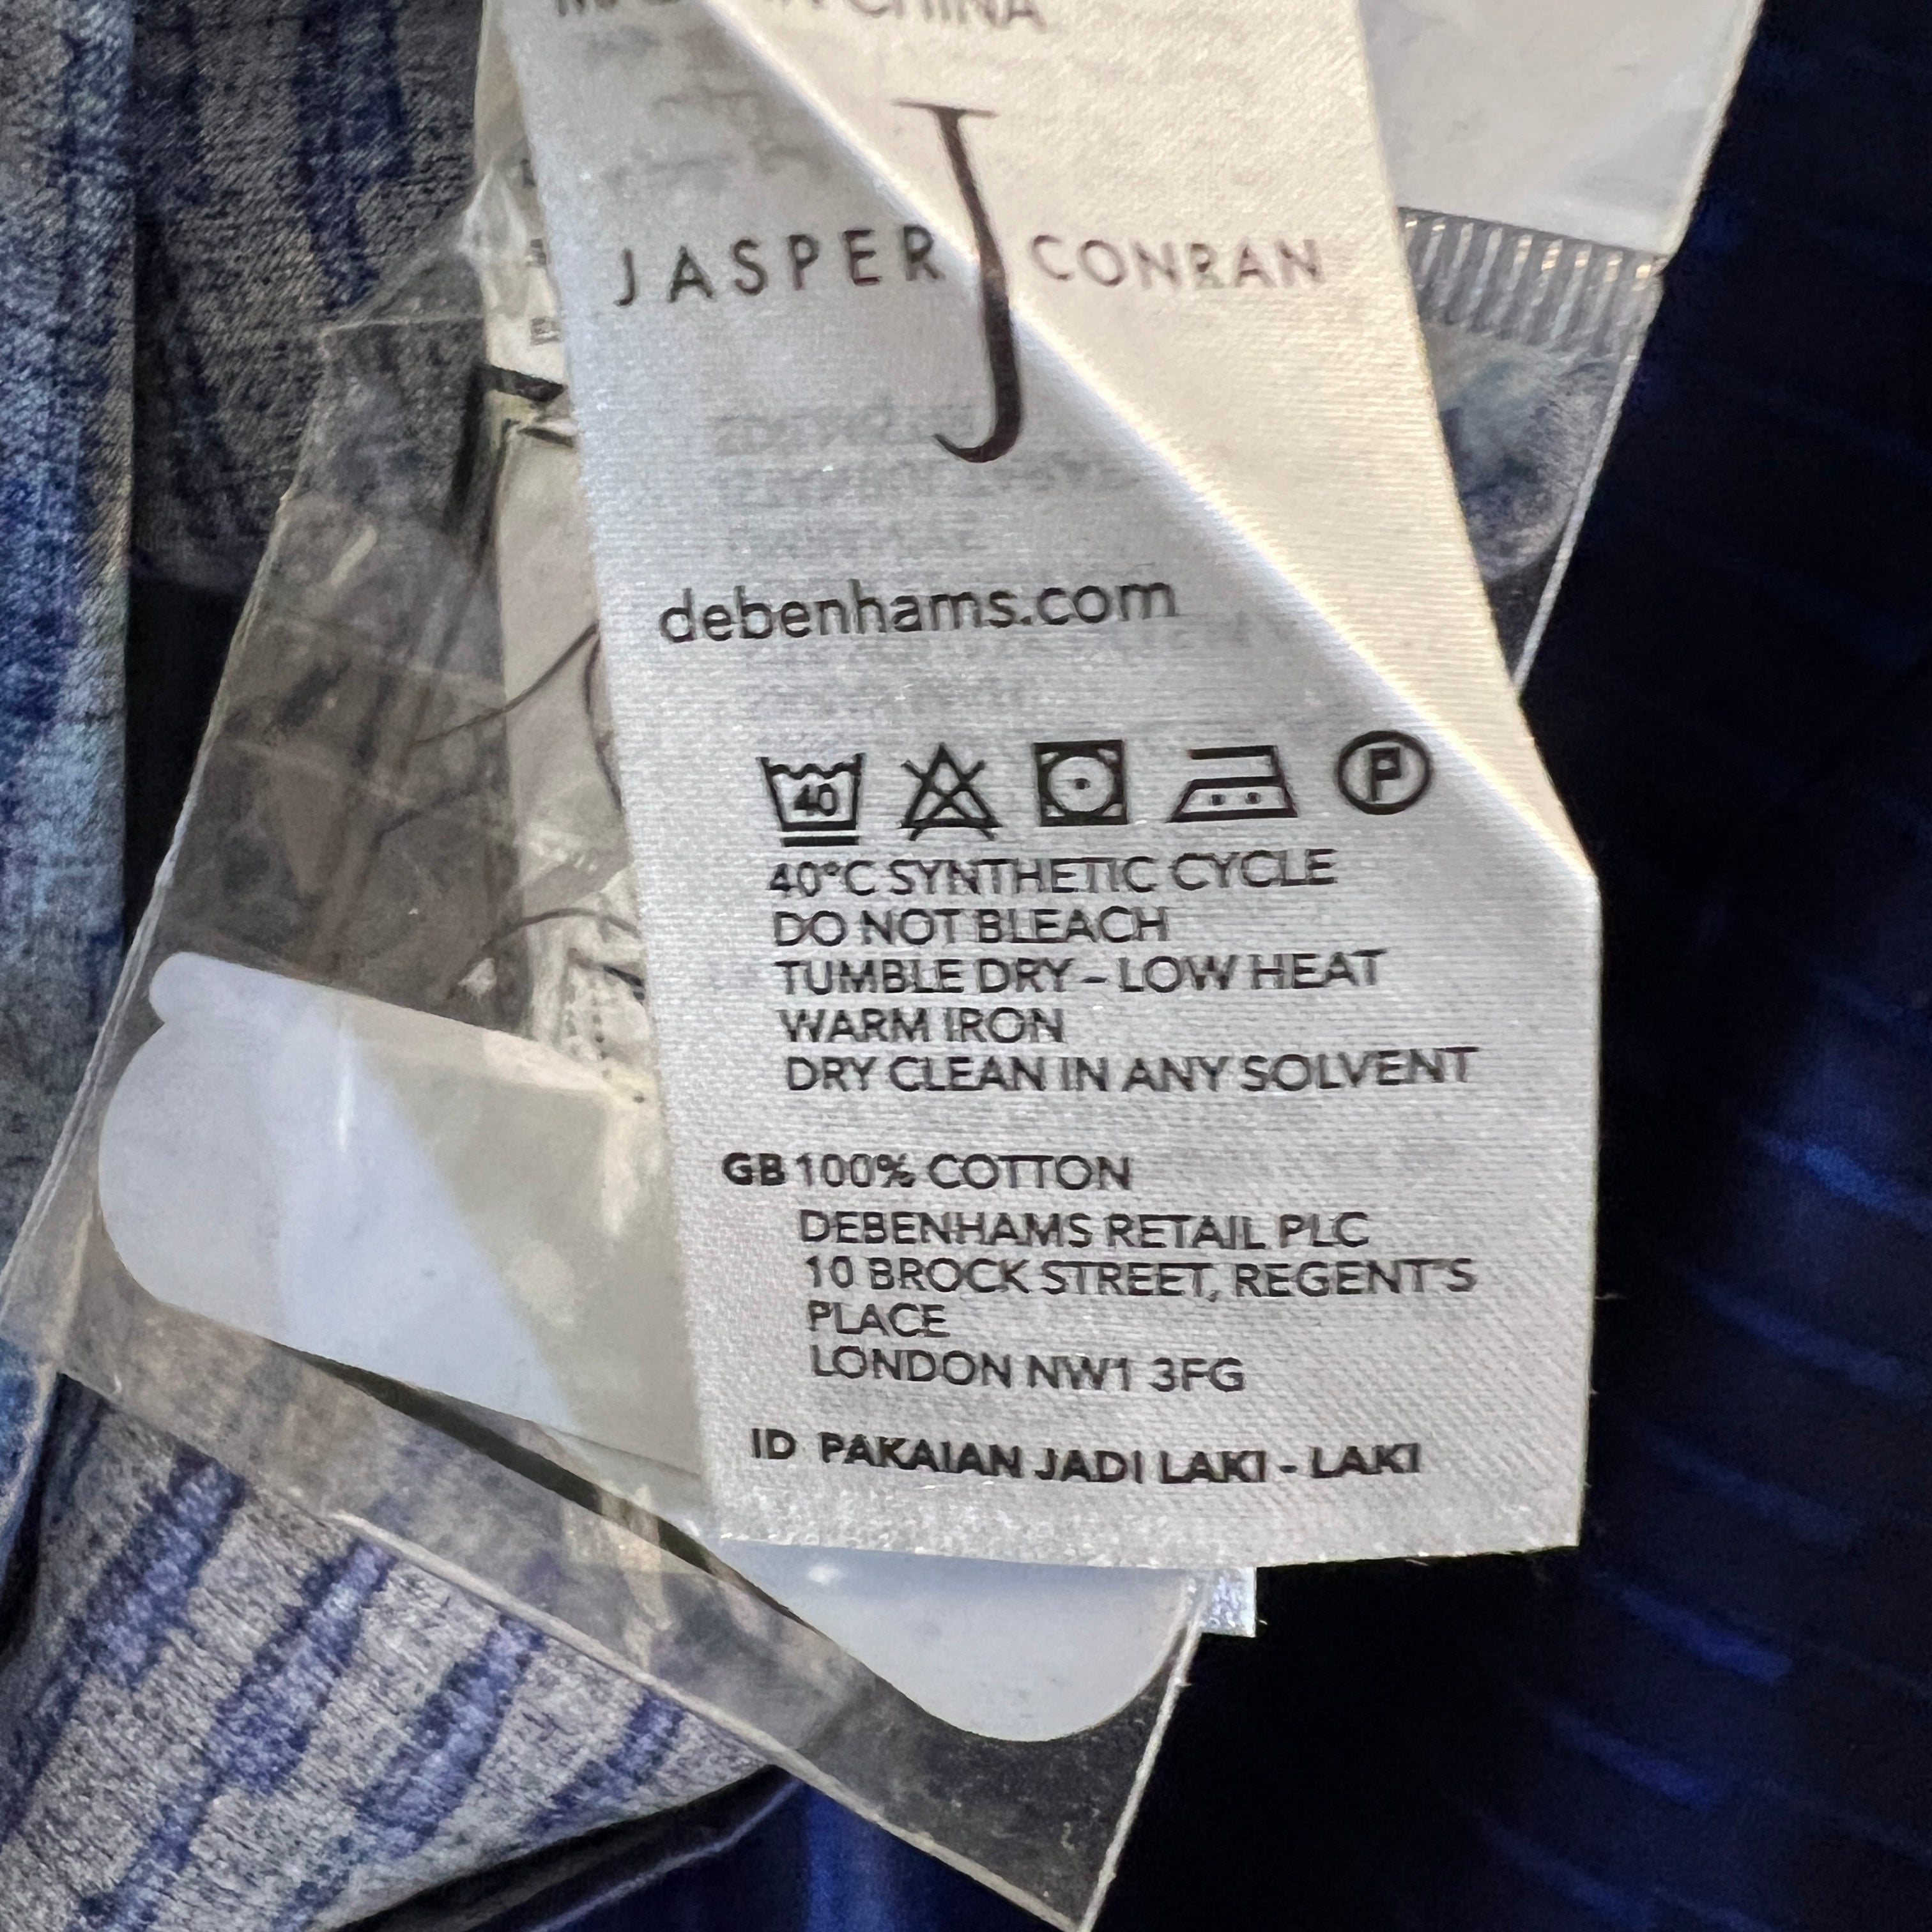 CHINA
J
JASPER CONRAN
debenhams.com
40
P
40°C SYNTHETIC CYCLE
DO NOT BLEACH
TUMBLE DRY – LOW HEAT
WARM IRON
DRY CLEAN IN ANY SOLVENT
GB 100% COTTON
DEBENHAMS RETAIL PLC
10 BROCK STREET, REGENT'S
PLACE
LONDON NW1 3FG
ID PAKAIAN JADI LAKI - LAKI